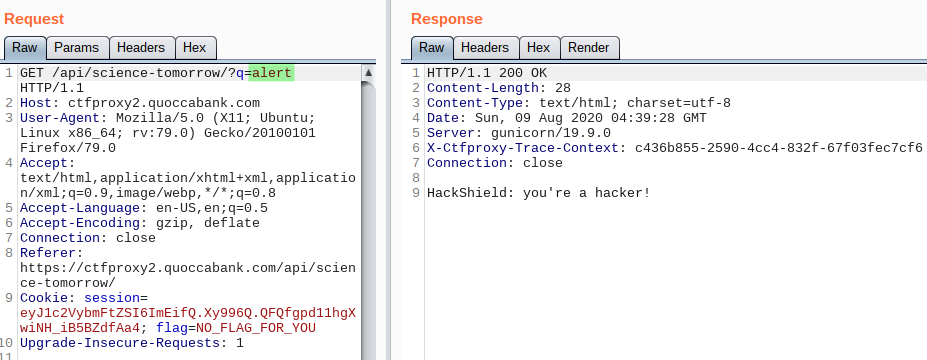 Request
Raw Params Headers Hex
1 GET /api/science-tomorrow/?q=alert
HTTP/1.1
2 Host: ctfproxy2.quoccabank.com
3 User-Agent: Mozilla/5.0 (X11; Ubuntu;
Linux x86_64; rv:79.0) Gecko/20100101
Firefox/79.0
4 Accept:
text/html,application/xhtml+xml,applicatio
n/xml;q=0.9,image/webp,*/*;q=0.8
5 Accept-Language: en-US,en;q=0.5
6 Accept-Encoding: gzip, deflate
7 Connection: close
8 Referer:
https://ctfproxy2.quoccabank.com/api/scien
ce-tomorrow/
9 Cookie: session=
eyJ1c2VybmFtZSI6ImEifQ.Xy996Q.QFQfgpd11hgX
wiNH_iB5BZdfAa4; flag=NO_FLAG_FOR_YOU
10 Upgrade-Insecure-Requests: 1
11
Response
Raw Headers Hex Render
1 HTTP/1.1 200 OK
2 Content-Length: 28
3 Content-Type: text/html; charset=utf-8
4 Date: Sun, 09 Aug 2020 04:39:28 GMT
5 Server: gunicorn/19.9.0
6 X-Ctfproxy-Trace-Context: c436b855-2590-4cc4-832f-67f03fec7cf6
7 Connection: close
8
9 HackShield: you're a hacker!